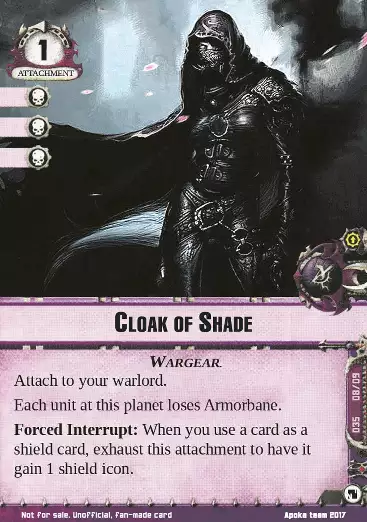 1
ATTACHMENT
CLOAK OF SHADE
WARGEAR.
Attach to your warlord.
Each unit at this planet loses Armorbane.
Forced Interrupt: When you use a card as a
shield card, exhaust this attachment to have it
gain 1 shield icon.
035 08/09
Not for sale. Unofficial, fan-made card
Apoka team 2017